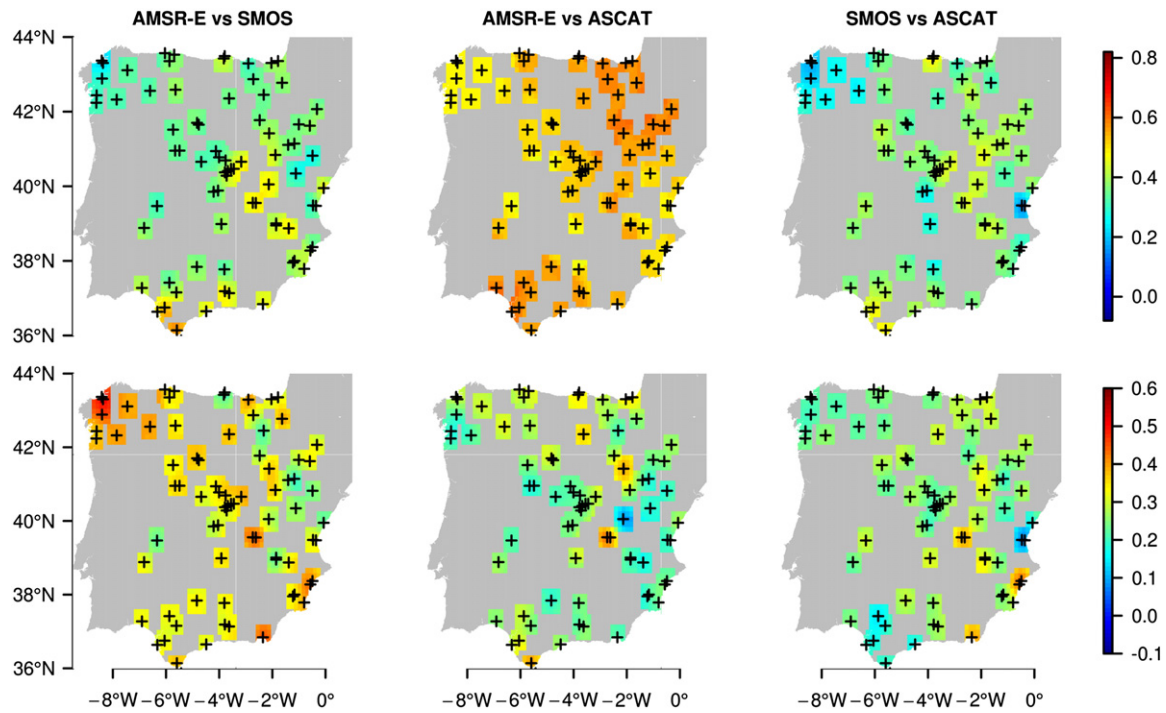 AMSR-E vs SMOS AMSR-E vs ASCAT SMOS vs ASCAT
44°N
42°N
40°N
38°N
36°N
0.8
0.6
0.4
0.2
0.0
44°N
42°N
40°N
38°N
36°N
0.6
0.5
0.4
0.3
0.2
0.1
0.0
-0.1
−8°W −6°W −4°W −2°W 0° −8°W −6°W −4°W −2°W 0° −8°W −6°W −4°W −2°W 0°